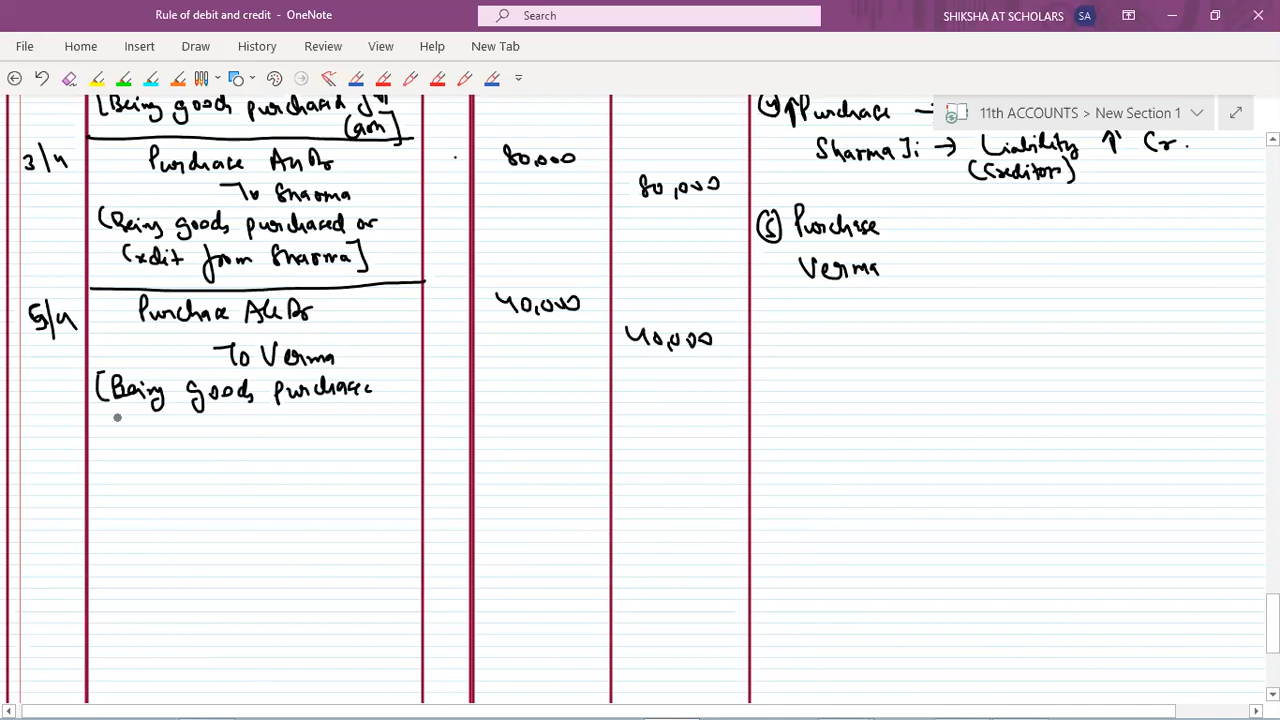 Rule of debit and credit - OneNote
Search
SHIKSHA AT SCHOLARS
SA
File Home Insert Draw History Review View Help New Tab
11th ACCOUNTS > New Section 1
[Being goods purchased
3/4 Purchase A/c Dr 80,000
To Sharma 80,000
(Being goods purchased on
Credit from Sharma]
5/4 Purchase A/c Dr 40,000
To Verma 40,000
[Being goods purchase
(4) ↑ Purchase →
Sharma Ji → Liability ↑ Cr.
(Creditor)
(5) Purchase
Verma